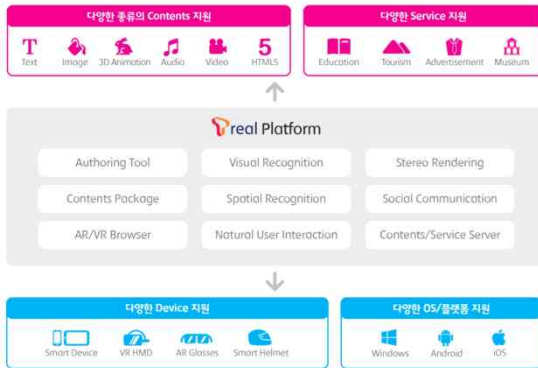 다양한 종류의 Contents 지원
Text Image 3D Animation Audio Video HTML5
다양한 Service 지원
Education Tourism Advertisement Museum
T real Platform
Authoring Tool Visual Recognition Stereo Rendering
Contents Package Spatial Recognition Social Communication
AR/VR Browser Natural User Interaction Contents/Service Server
다양한 Device 지원
Smart Device VR HMD AR Glasses Smart Helmet
다양한 OS/플랫폼 지원
Windows Android iOS